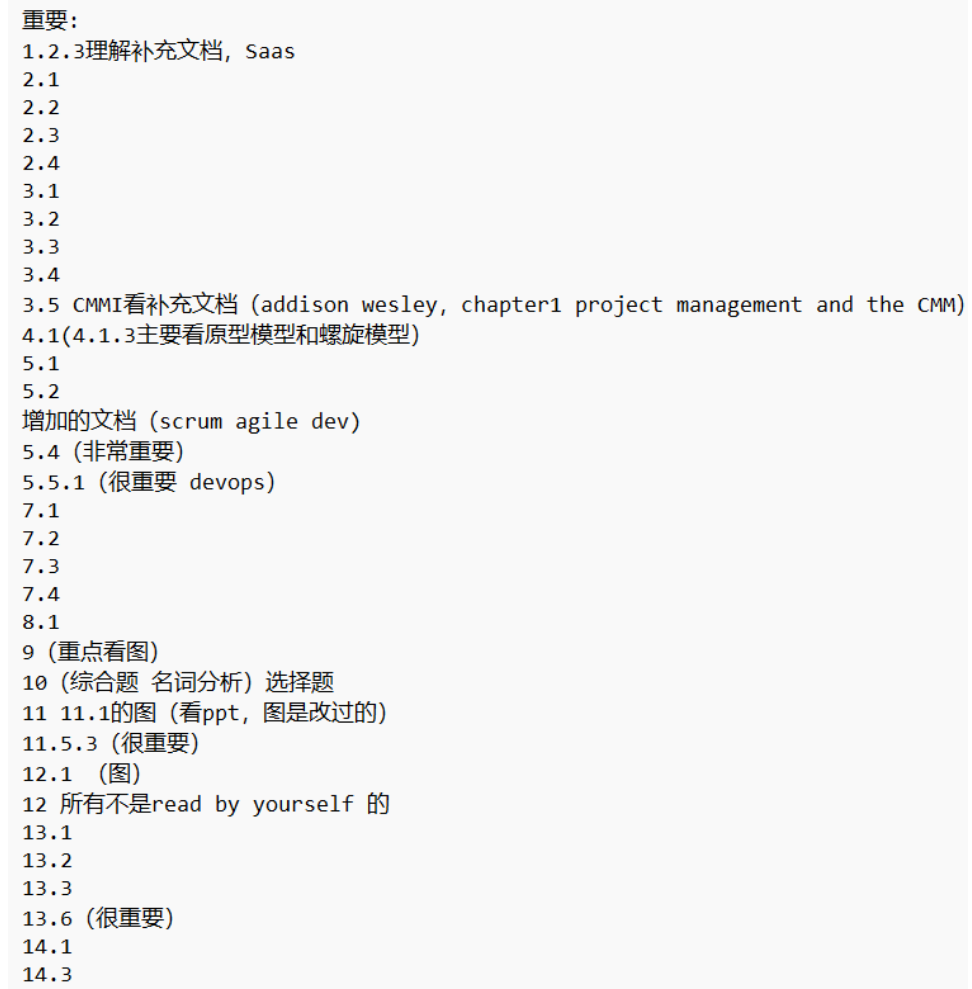 重要:
1.2.3理解补充文档，Saas
2.1
2.2
2.3
2.4
3.1
3.2
3.3
3.4
3.5 CMMI看补充文档（addison wesley, chapter1 project management and the CMM）
4.1(4.1.3主要看原型模型和螺旋模型）
5.1
5.2
增加的文档（scrum agile dev）
5.4（非常重要）
5.5.1（很重要 devops）
7.1
7.2
7.3
7.4
8.1
9（重点看图）
10（综合题 名词分析）选择题
11 11.1的图（看ppt，图是改过的）
11.5.3（很重要）
12.1 （图）
12 所有不是read by yourself 的
13.1
13.2
13.3
13.6（很重要）
14.1
14.3